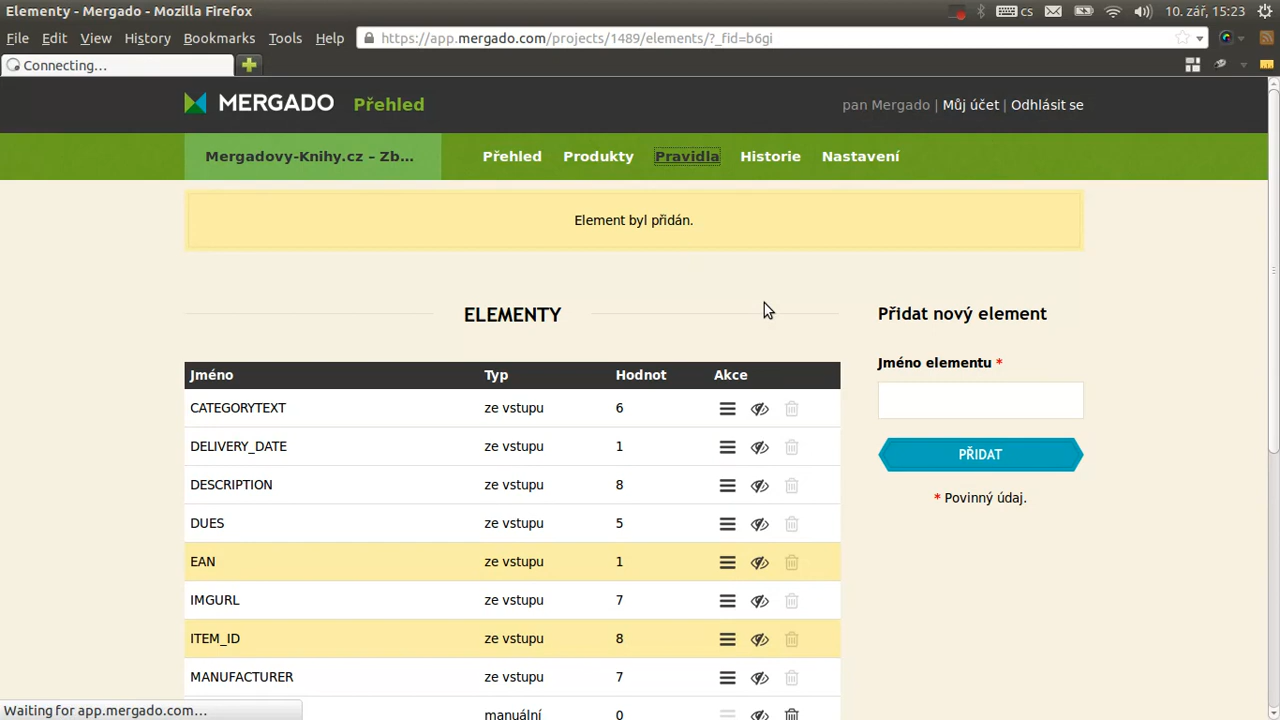 Elementy - Mergado - Mozilla Firefox cs 10. zář, 15:23
File Edit View History Bookmarks Tools Help https://app.mergado.com/projects/1489/elements/?_fid=b6gi
Connecting...
MERGADO Přehled pan Mergado | Můj účet | Odhlásit se
Mergadovy-Knihy.cz – Zb... Přehled Produkty Pravidla Historie Nastavení
Element byl přidán.
ELEMENTY Přidat nový element
Jméno elementu *
Jméno Typ Hodnot Akce
CATEGORYTEXT ze vstupu 6
DELIVERY_DATE ze vstupu 1
PŘIDAT
DESCRIPTION ze vstupu 8
* Povinný údaj.
DUES ze vstupu 5
EAN ze vstupu 1
IMGURL ze vstupu 7
ITEM_ID ze vstupu 8
MANUFACTURER ze vstupu 7
manuální 0
Waiting for app.mergado.com...